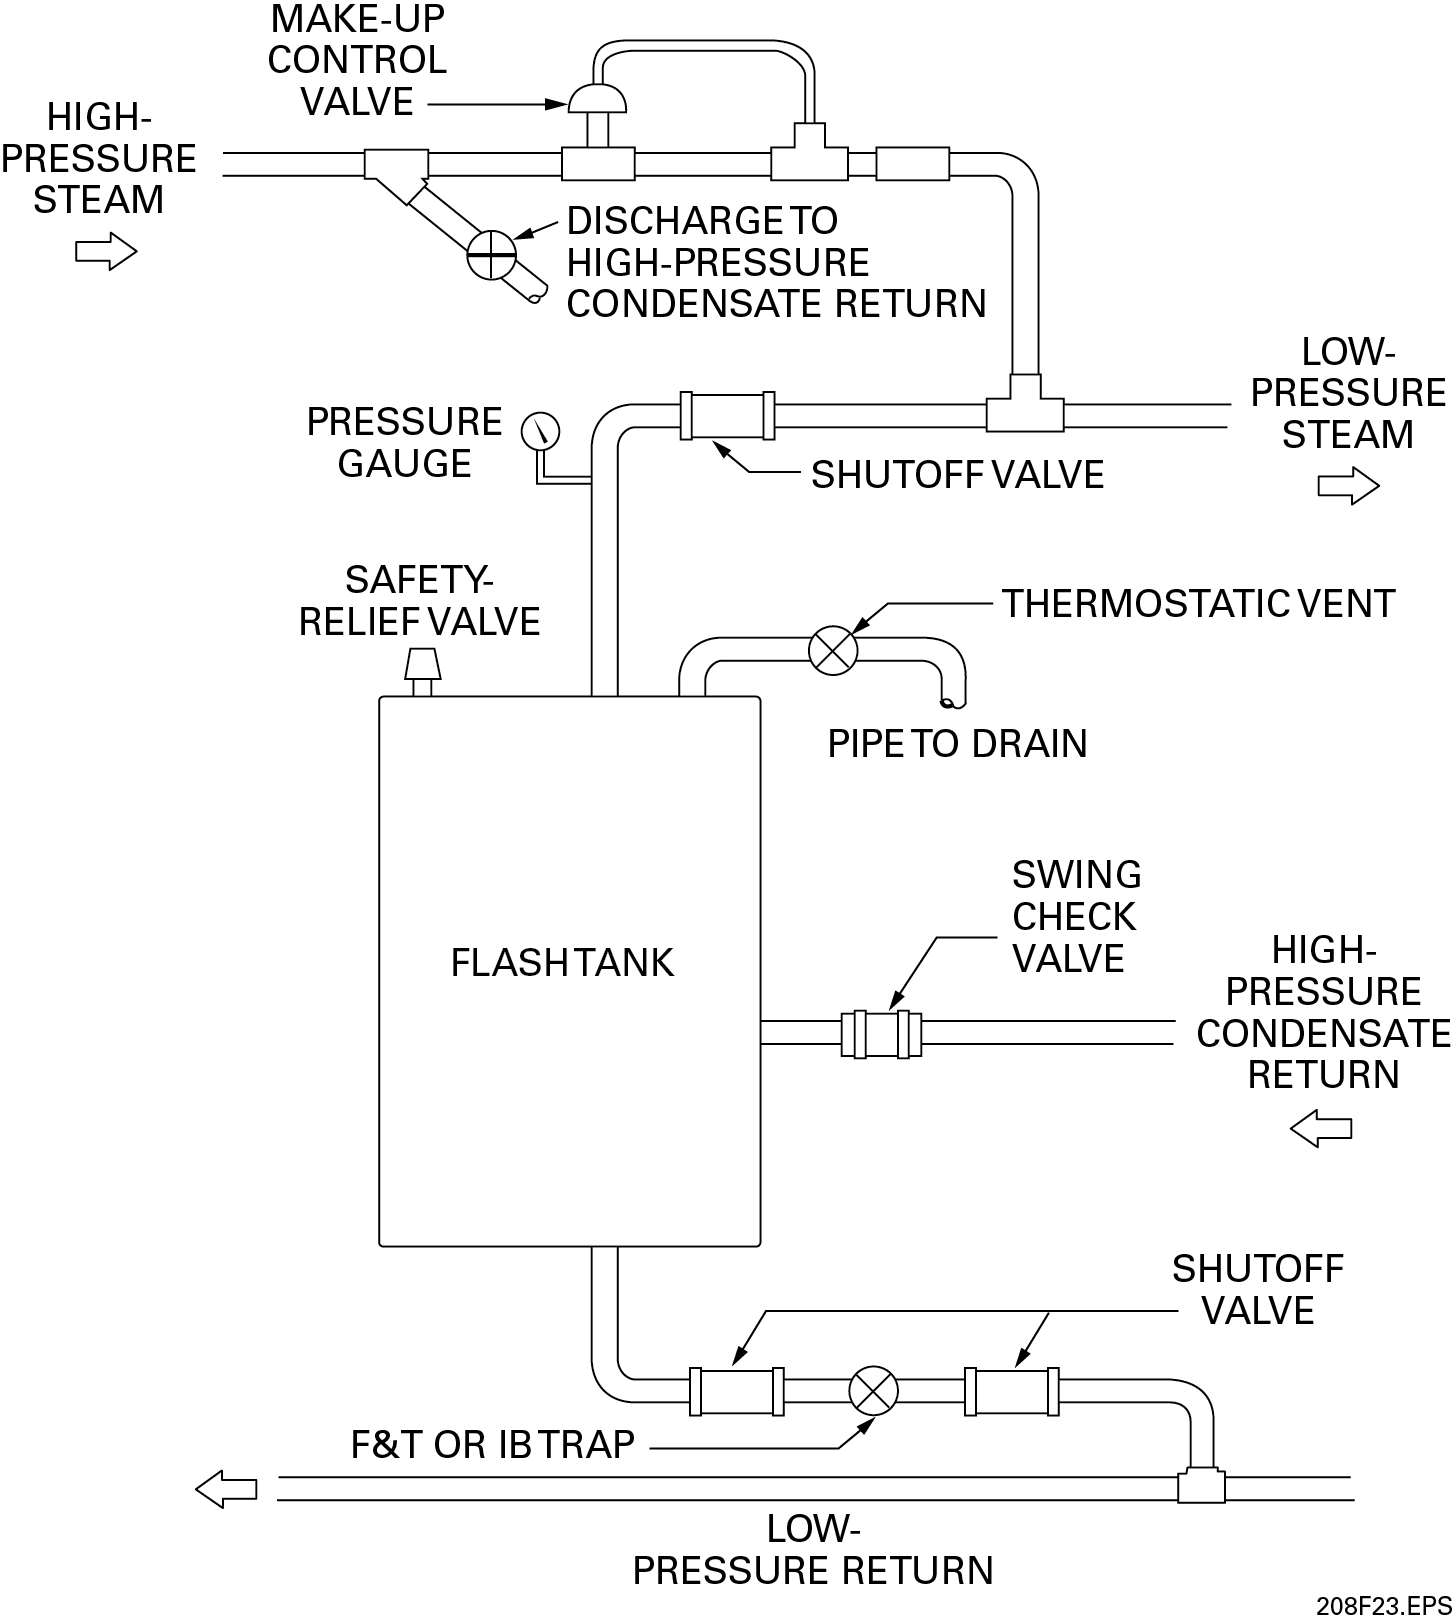 MAKE-UP
CONTROL
VALVE
HIGH-
PRESSURE
STEAM
DISCHARGE TO
HIGH-PRESSURE
CONDENSATE RETURN
LOW-
PRESSURE
STEAM
PRESSURE
GAUGE
SHUTOFF VALVE
SAFETY-
RELIEF VALVE
THERMOSTATIC VENT
PIPE TO DRAIN
SWING
CHECK
VALVE
FLASH TANK
HIGH-
PRESSURE
CONDENSATE
RETURN
SHUTOFF
VALVE
F&T OR IB TRAP
LOW-
PRESSURE RETURN
208F23.EPS